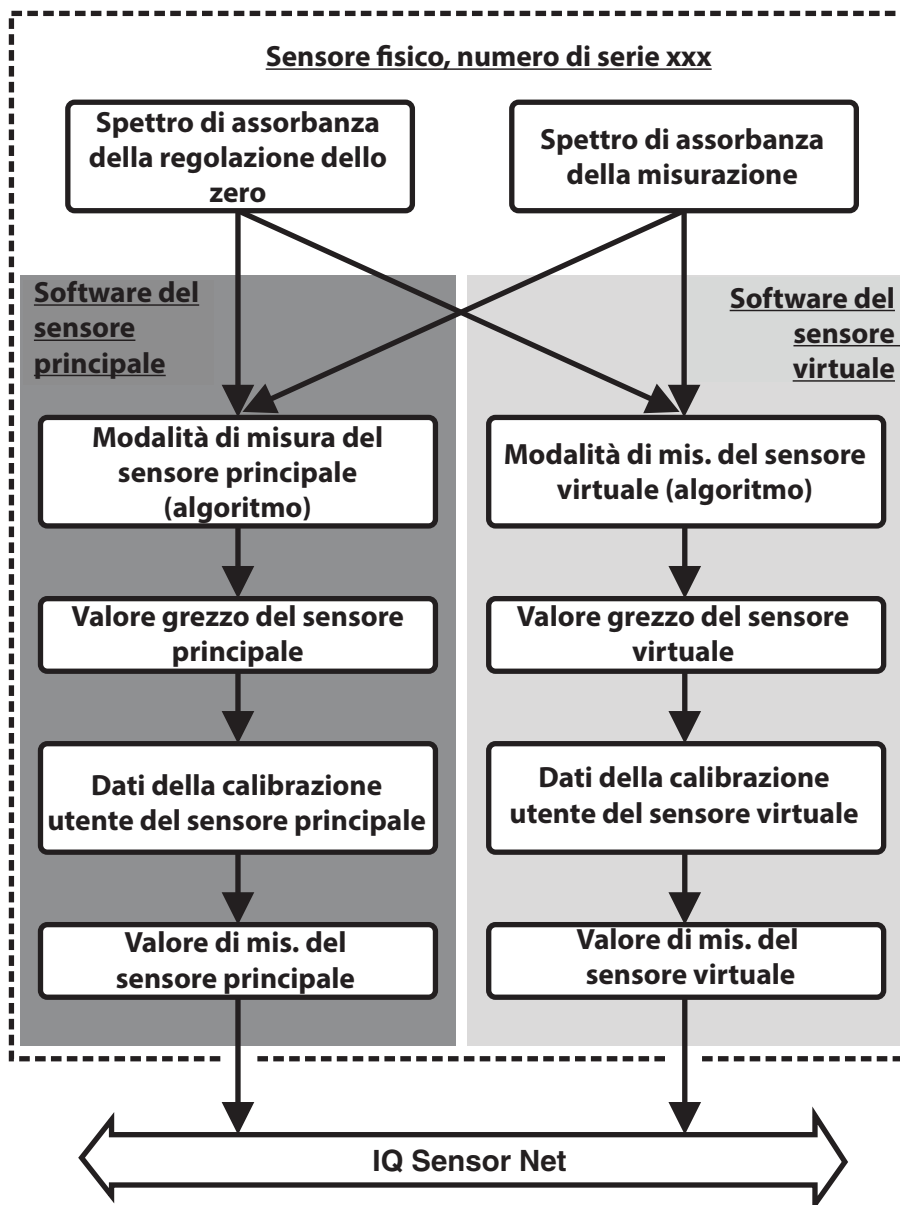 Sensore fisico, numero di serie xxx
Spettro di assorbanza
della regolazione dello
zero
Spettro di assorbanza
della misurazione
Software del
sensore
principale
Software del
sensore
virtuale
Modalità di misura del
sensore principale
(algoritmo)
Modalità di mis. del sensore
virtuale (algoritmo)
Valore grezzo del sensore
principale
Valore grezzo del sensore
virtuale
Dati della calibrazione
utente del sensore principale
Dati della calibrazione
utente del sensore virtuale
Valore di mis. del
sensore principale
Valore di mis. del
sensore virtuale
IQ Sensor Net